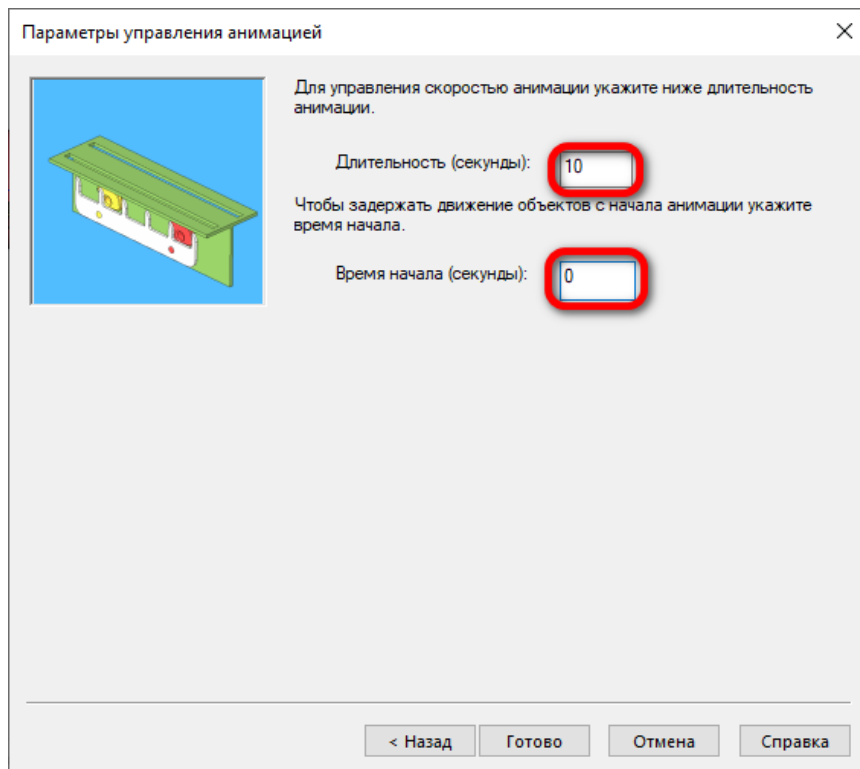 Параметры управления анимацией
Для управления скоростью анимации укажите ниже длительность
анимации.
Длительность (секунды):
10
Чтобы задержать движение объектов с начала анимации укажите
время начала.
Время начала (секунды):
0
< Назад
Готово
Отмена
Справка